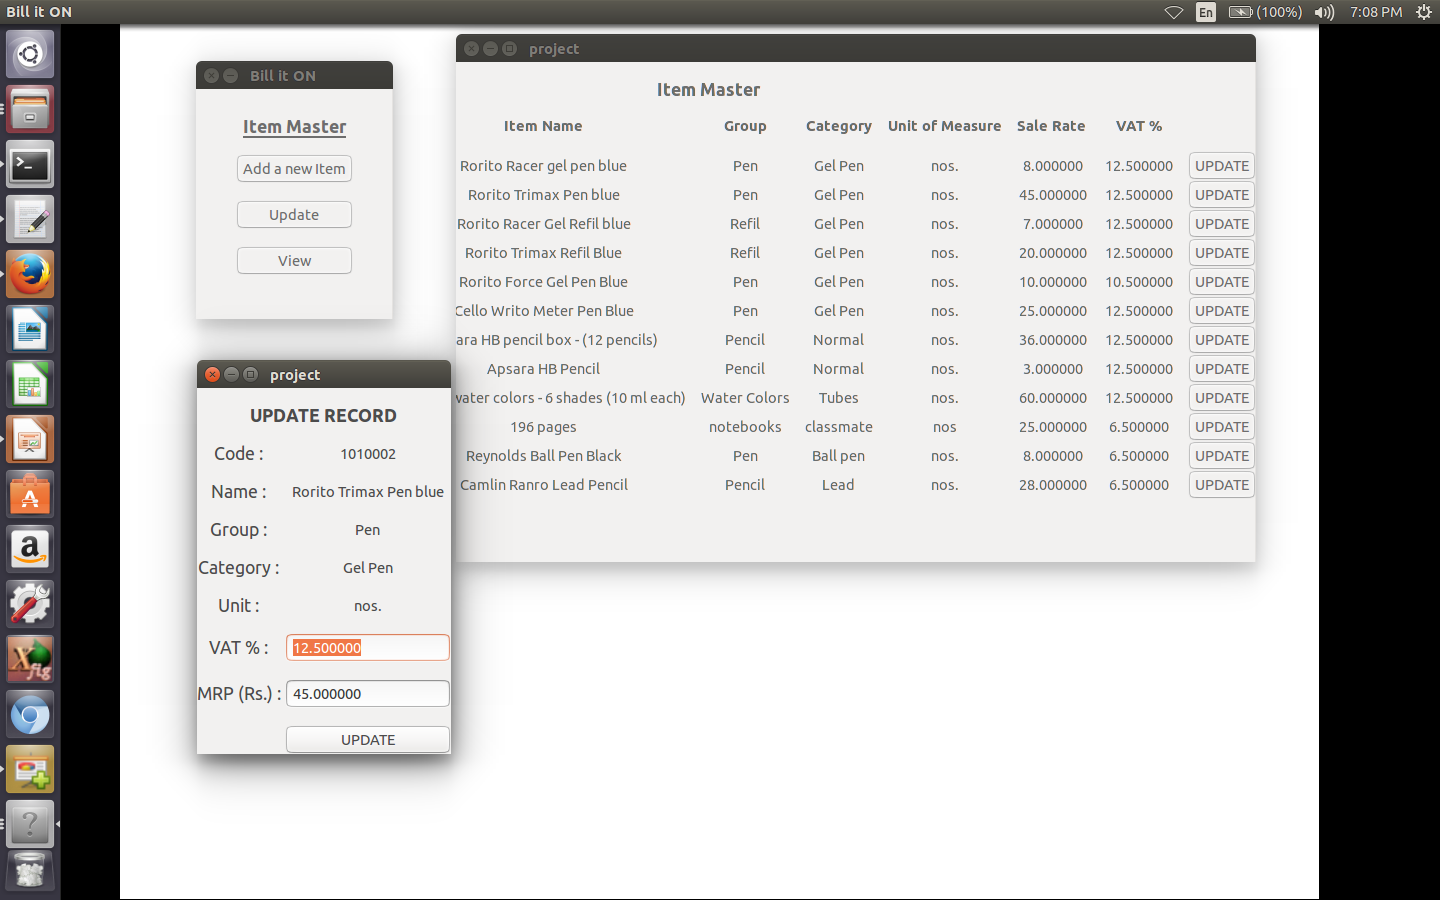 Bill it ON
En (100%) 7:08 PM
Bill it ON
Item Master
Add a new Item
Update
View
project
Item Master
Item Name Group Category Unit of Measure Sale Rate VAT %
Rorito Racer gel pen blue Pen Gel Pen nos. 8.000000 12.500000 UPDATE
Rorito Trimax Pen blue Pen Gel Pen nos. 45.000000 12.500000 UPDATE
Rorito Racer Gel Refil blue Refil Gel Pen nos. 7.000000 12.500000 UPDATE
Rorito Trimax Refil Blue Refil Gel Pen nos. 20.000000 12.500000 UPDATE
Rorito Force Gel Pen Blue Pen Gel Pen nos. 10.000000 10.500000 UPDATE
Cello Writo Meter Pen Blue Pen Gel Pen nos. 25.000000 12.500000 UPDATE
ara HB pencil box - (12 pencils) Pencil Normal nos. 36.000000 12.500000 UPDATE
Apsara HB Pencil Pencil Normal nos. 3.000000 12.500000 UPDATE
water colors - 6 shades (10 ml each) Water Colors Tubes nos. 60.000000 12.500000 UPDATE
196 pages notebooks classmate nos 25.000000 6.500000 UPDATE
Reynolds Ball Pen Black Pen Ball pen nos. 8.000000 6.500000 UPDATE
Camlin Ranro Lead Pencil Pencil Lead nos. 28.000000 6.500000 UPDATE
project
UPDATE RECORD
Code : 1010002
Name : Rorito Trimax Pen blue
Group : Pen
Category : Gel Pen
Unit : nos.
VAT % : 12.500000
MRP (Rs.) : 45.000000
UPDATE
a
X
fig
?